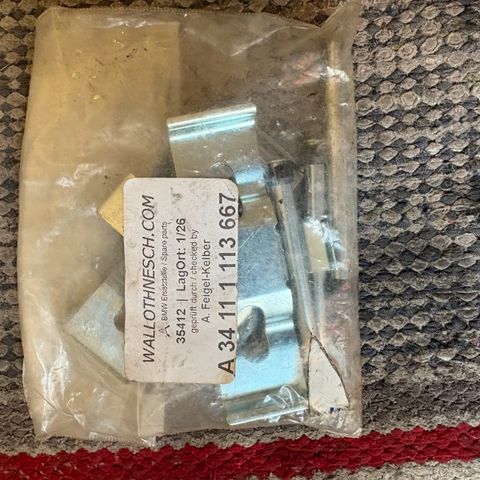 WALLOTHNESCH.COM
BMW Ersatzteile / Spare parts
35412 | LagOrt: 1/26
geprüft durch / checked by
A. Feigel-Kelber
A 34 11 1 113 667